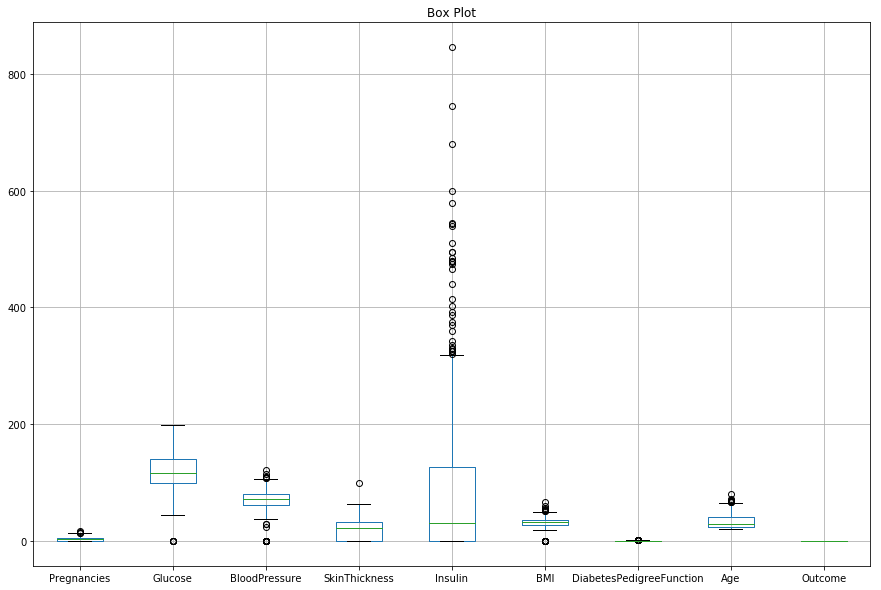 Box Plot
800
600
400
200
0
Pregnancies Glucose BloodPressure SkinThickness Insulin BMI DiabetesPedigreeFunction Age Outcome